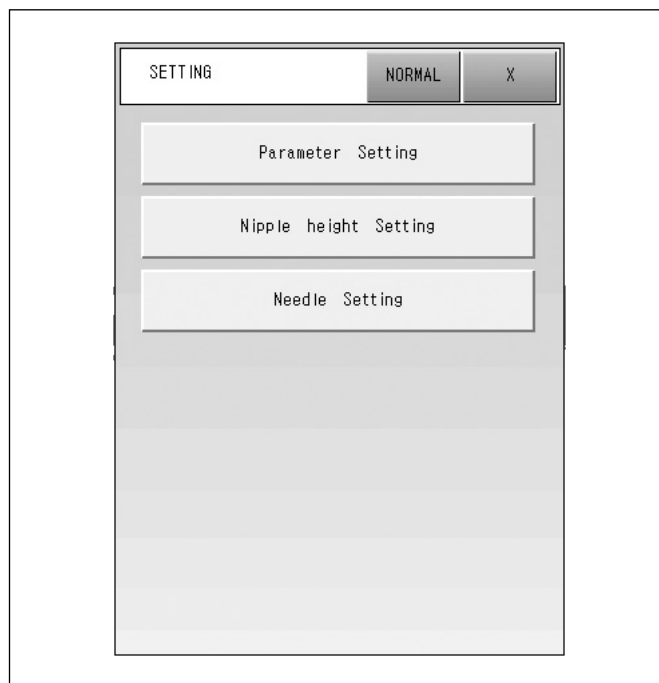 SETTING NORMAL X
Parameter Setting
Nipple height Setting
Needle Setting